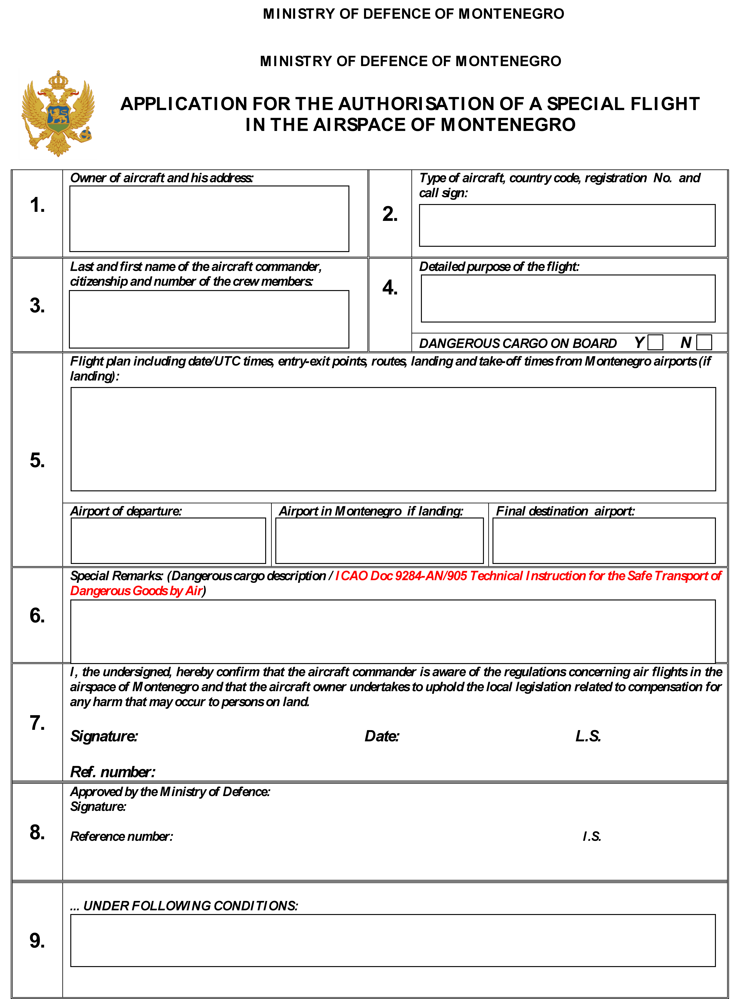 MINISTRY OF DEFENCE OF MONTENEGRO
MINISTRY OF DEFENCE OF MONTENEGRO
APPLICATION FOR THE AUTHORISATION OF A SPECIAL FLIGHT
IN THE AIRSPACE OF MONTENEGRO
1.
Owner of aircraft and his address:
2.
Type of aircraft, country code, registration No. and
call sign:
3.
Last and first name of the aircraft commander,
citizenship and number of the crew members:
4.
Detailed purpose of the flight:
DANGEROUS CARGO ON BOARD Y N
5.
Flight plan including date/UTC times, entry-exit points, routes, landing and take-off times from Montenegro airports (if
landing):
Airport of departure:
Airport in Montenegro if landing:
Final destination airport:
6.
Special Remarks: (Dangerous cargo description / ICAO Doc 9284-AN/905 Technical Instruction for the Safe Transport of
Dangerous Goods by Air)
7.
I, the undersigned, hereby confirm that the aircraft commander is aware of the regulations concerning air flights in the
airspace of Montenegro and that the aircraft owner undertakes to uphold the local legislation related to compensation for
any harm that may occur to persons on land.
Signature: Date: L.S.
Ref. number:
8.
Approved by the Ministry of Defence:
Signature:
Reference number: I.S.
9.
... UNDER FOLLOWING CONDITIONS: